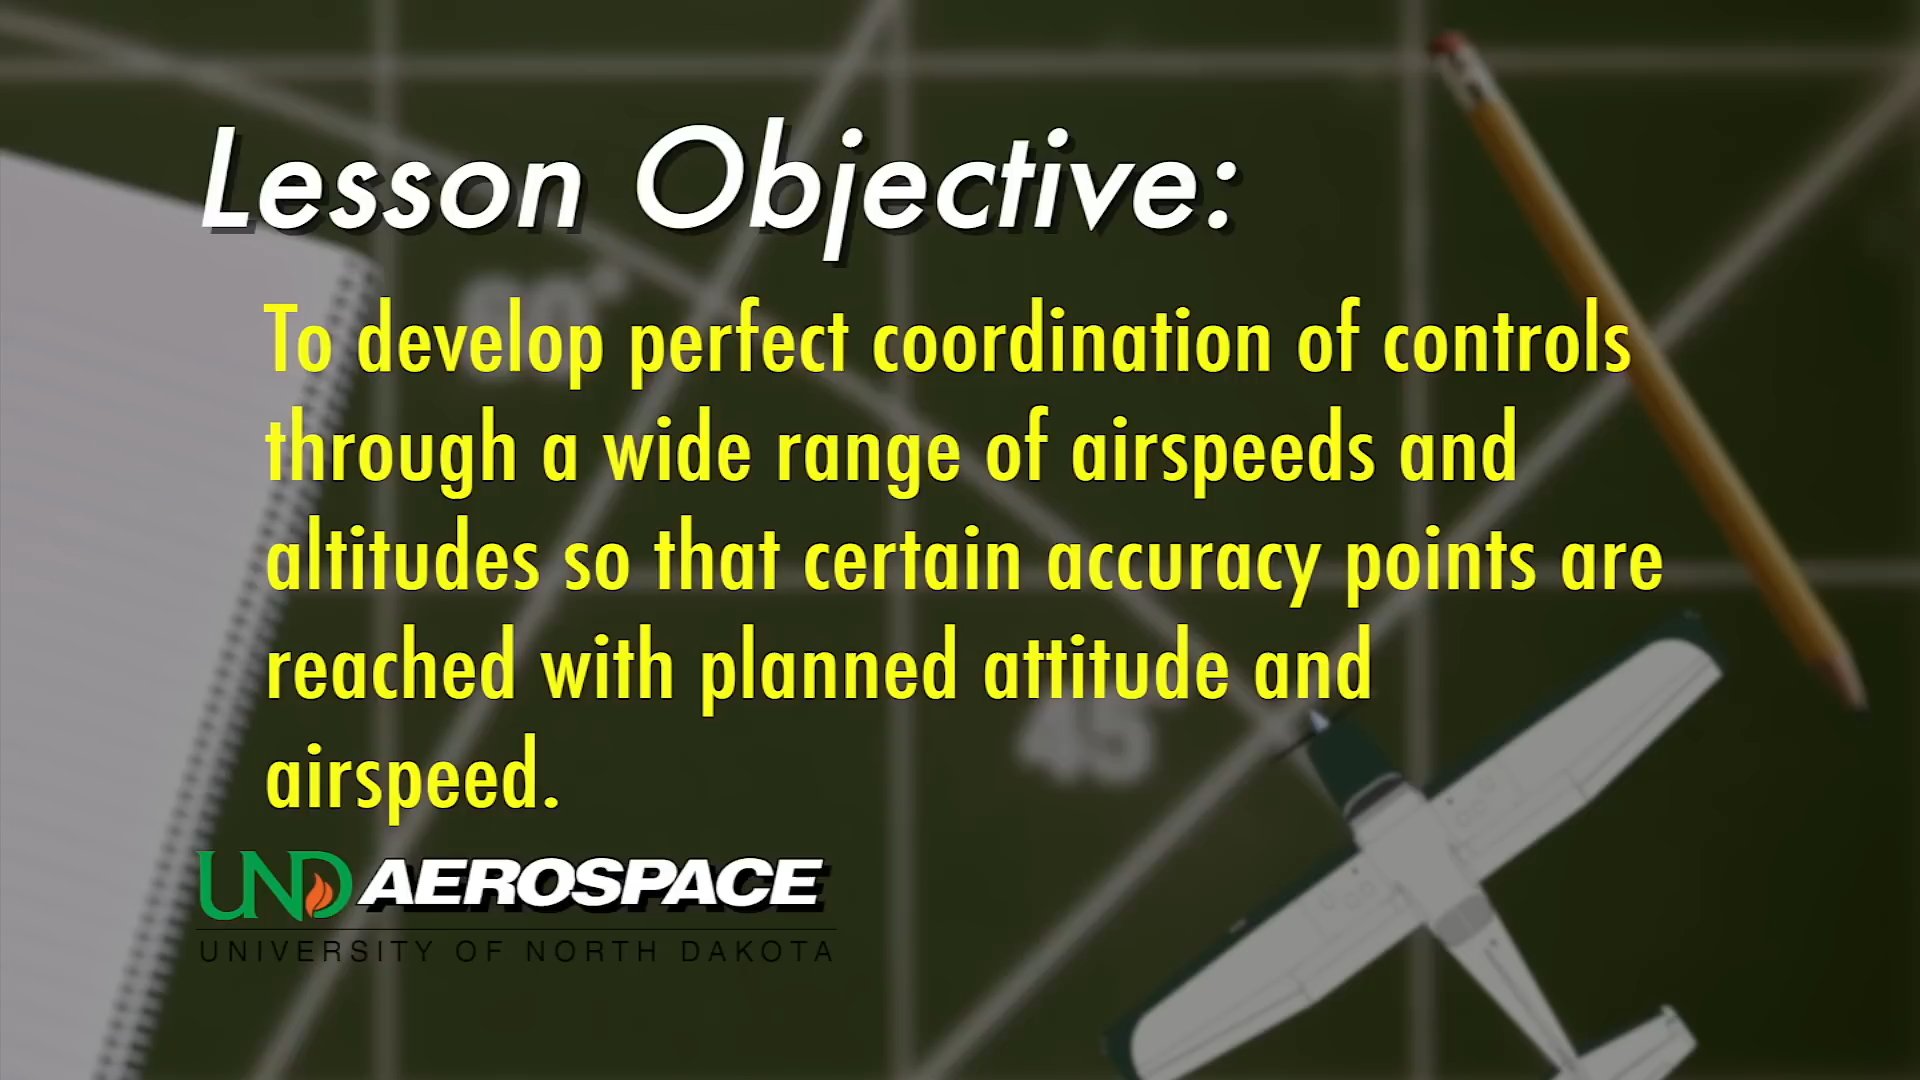 Lesson Objective:
To develop perfect coordination of controls
through a wide range of airspeeds and
altitudes so that certain accuracy points are
reached with planned attitude and
airspeed.
UND AEROSPACE
UNIVERSITY OF NORTH DAKOTA
45